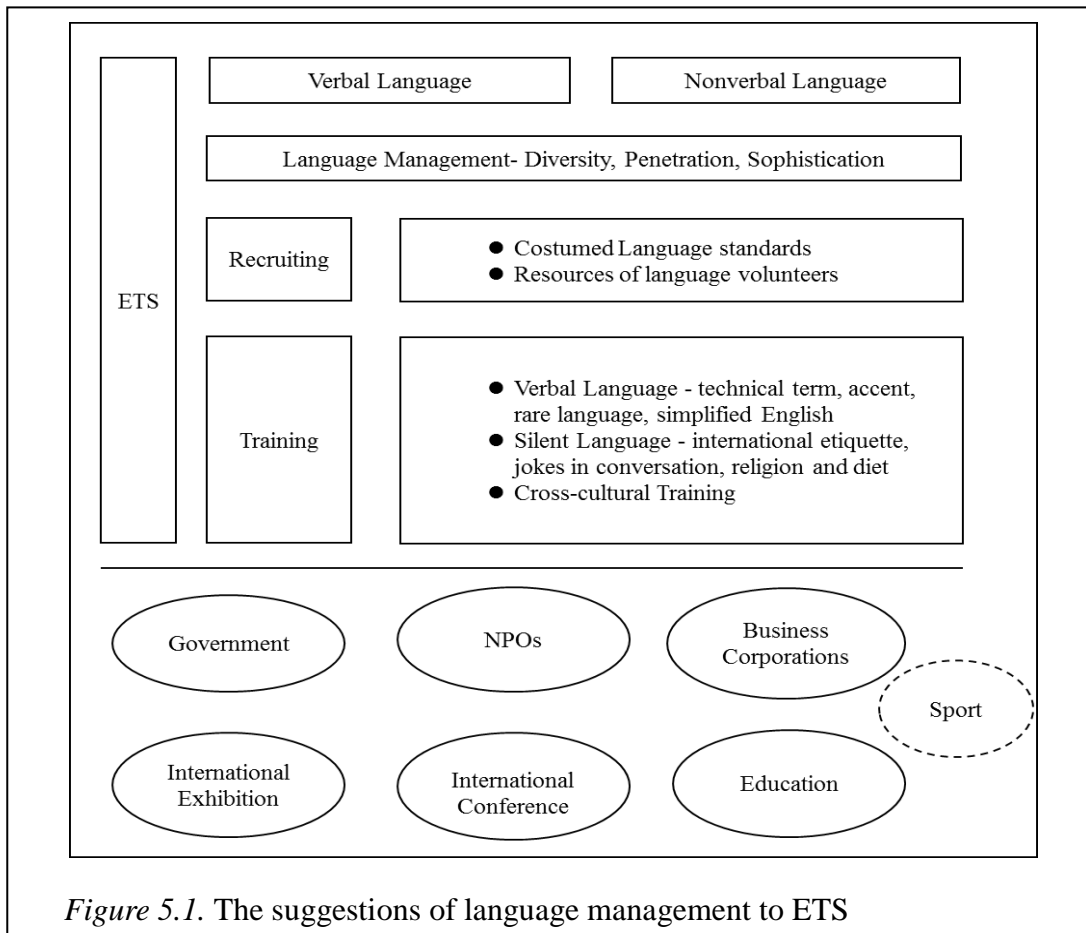 Verbal Language
Nonverbal Language
Language Management- Diversity, Penetration, Sophistication
ETS
Recruiting
● Costumed Language standards
● Resources of language volunteers
Training
● Verbal Language - technical term, accent,
rare language, simplified English
● Silent Language - international etiquette,
jokes in conversation, religion and diet
● Cross-cultural Training
Government
NPOs
Business
Corporations
Sport
International
Exhibition
International
Conference
Education
Figure 5.1. The suggestions of language management to ETS